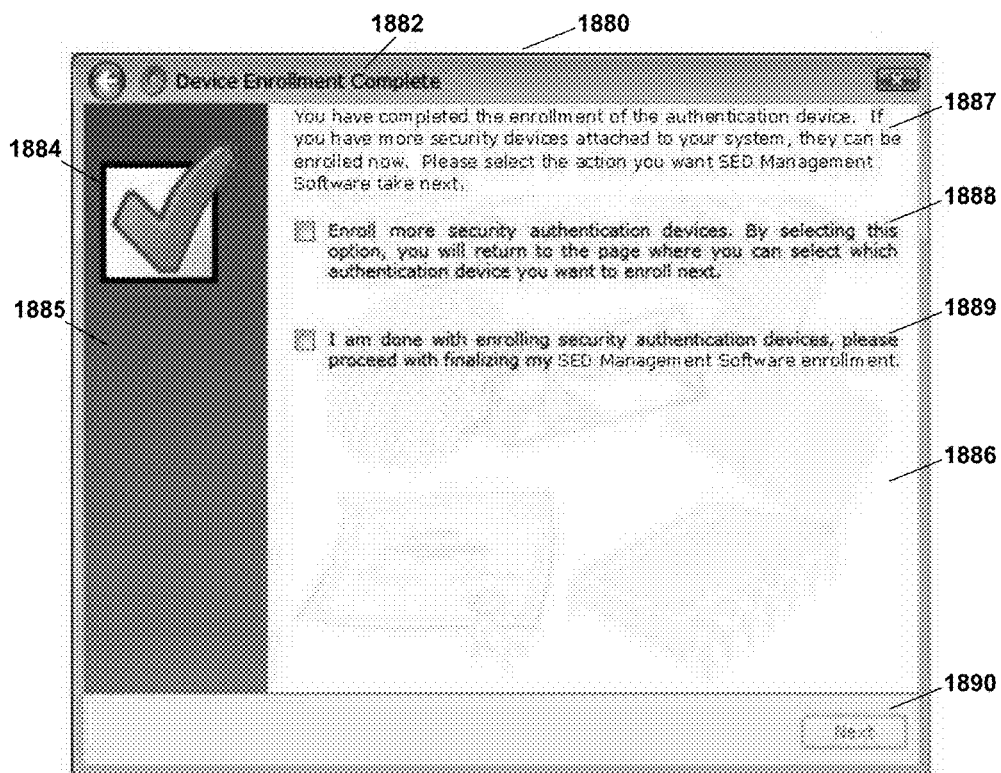 1882
1880
Device Enrollment Complete
1887
You have completed the enrollment of the authentication device. If
you have more security devices attached to your system, they can be
enrolled now. Please select the action you want SED Management
Software take next.
1884
1888
Enroll more security authentication devices. By selecting this
option, you will return to the page where you can select which
authentication device you want to enroll next.
1885
1889
I am done with enrolling security authentication devices, please
proceed with finalizing my SED Management Software enrollment.
1886
1890
Next